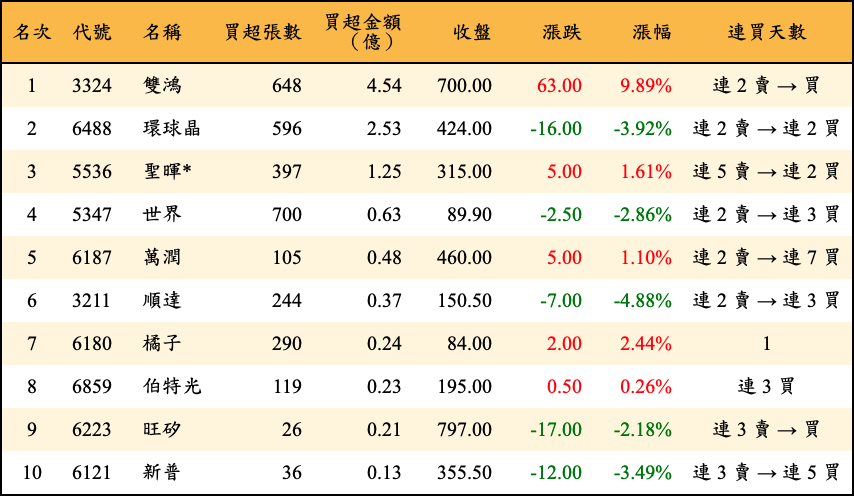 名次 代號 名稱 買超張數 買超金額（億） 收盤 漲跌 漲幅 連買天數
1 3324 雙鴻 648 4.54 700.00 63.00 9.89% 連 2 賣 → 買
2 6488 環球晶 596 2.53 424.00 -16.00 -3.92% 連 2 賣 → 連 2 買
3 5536 聖暉* 397 1.25 315.00 5.00 1.61% 連 5 賣 → 連 2 買
4 5347 世界 700 0.63 89.90 -2.50 -2.86% 連 2 賣 → 連 3 買
5 6187 萬潤 105 0.48 460.00 5.00 1.10% 連 2 賣 → 連 7 買
6 3211 順達 244 0.37 150.50 -7.00 -4.88% 連 2 賣 → 連 3 買
7 6180 橘子 290 0.24 84.00 2.00 2.44% 1
8 6859 伯特光 119 0.23 195.00 0.50 0.26% 連 3 買
9 6223 旺矽 26 0.21 797.00 -17.00 -2.18% 連 3 賣 → 買
10 6121 新普 36 0.13 355.50 -12.00 -3.49% 連 3 賣 → 連 5 買